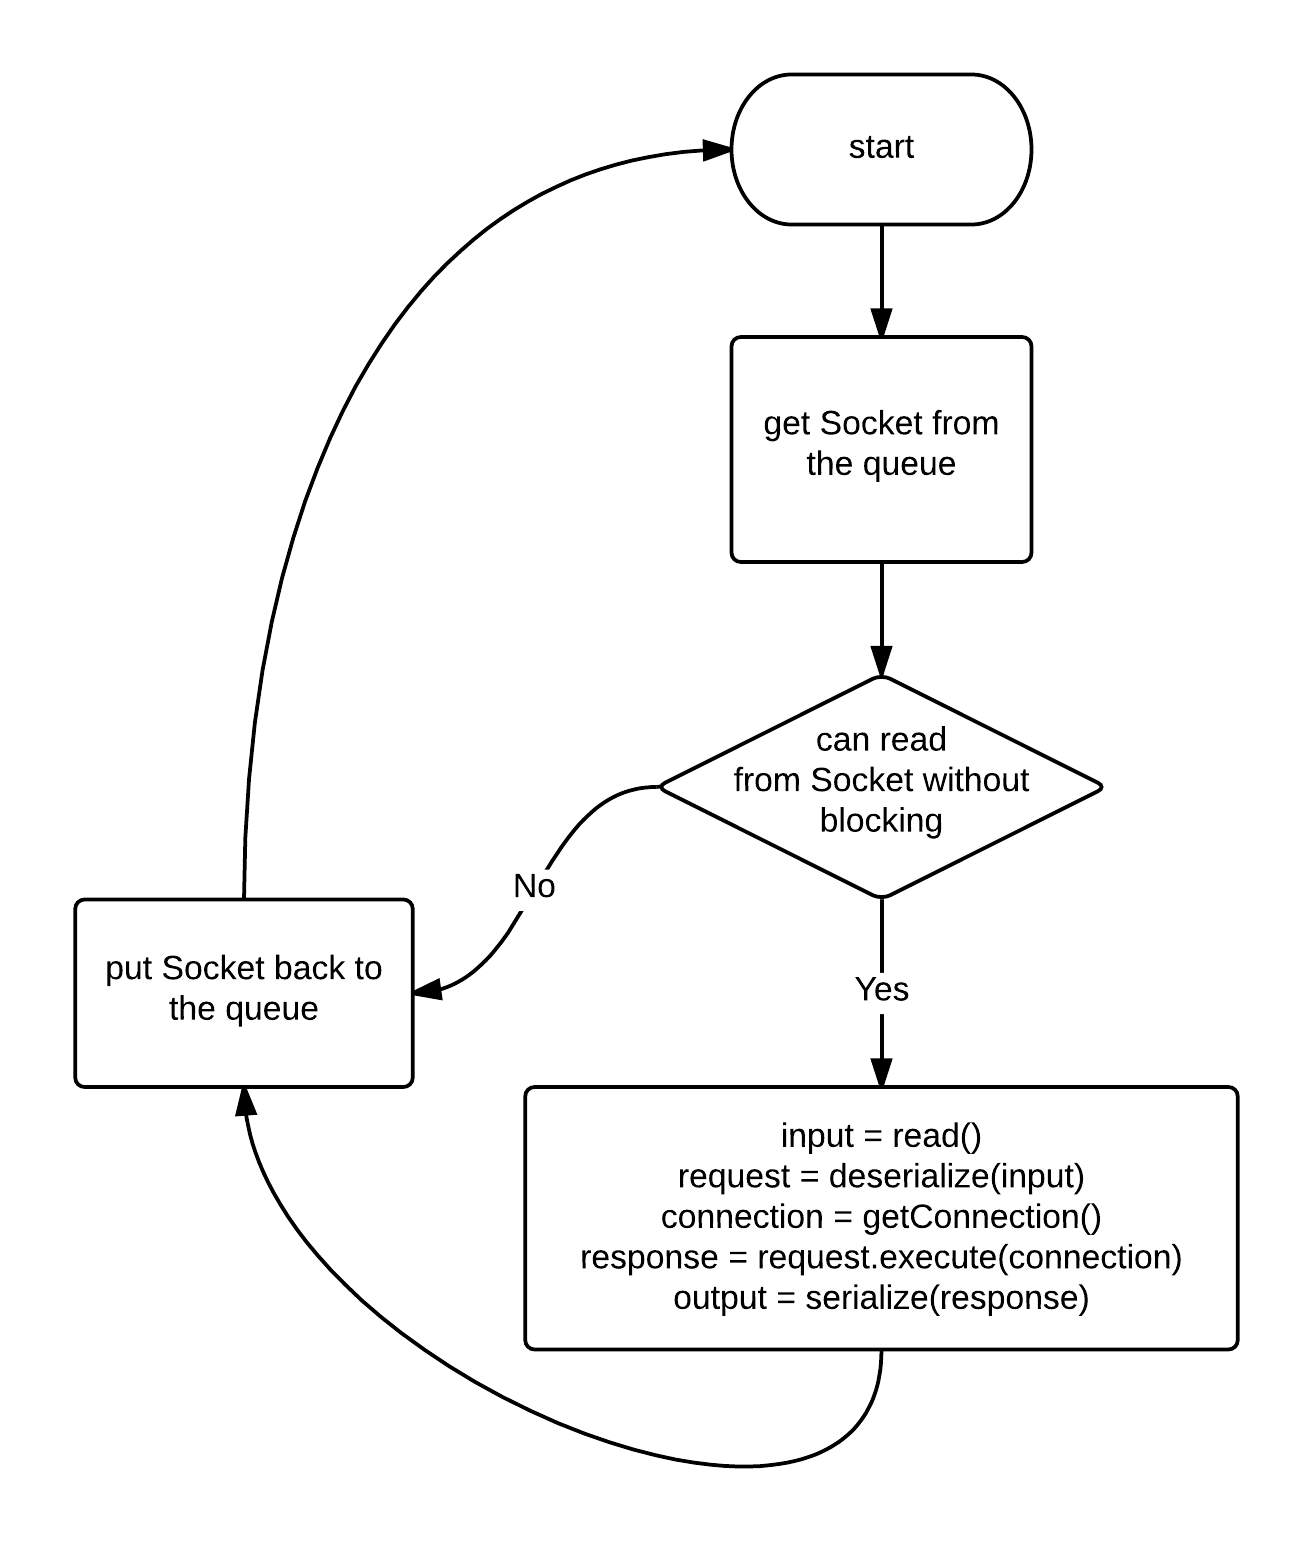 start
get Socket from
the queue
can read
from Socket without
blocking
No
put Socket back to
the queue
Yes
input = read()
request = deserialize(input)
connection = getConnection()
response = request.execute(connection)
output = serialize(response)